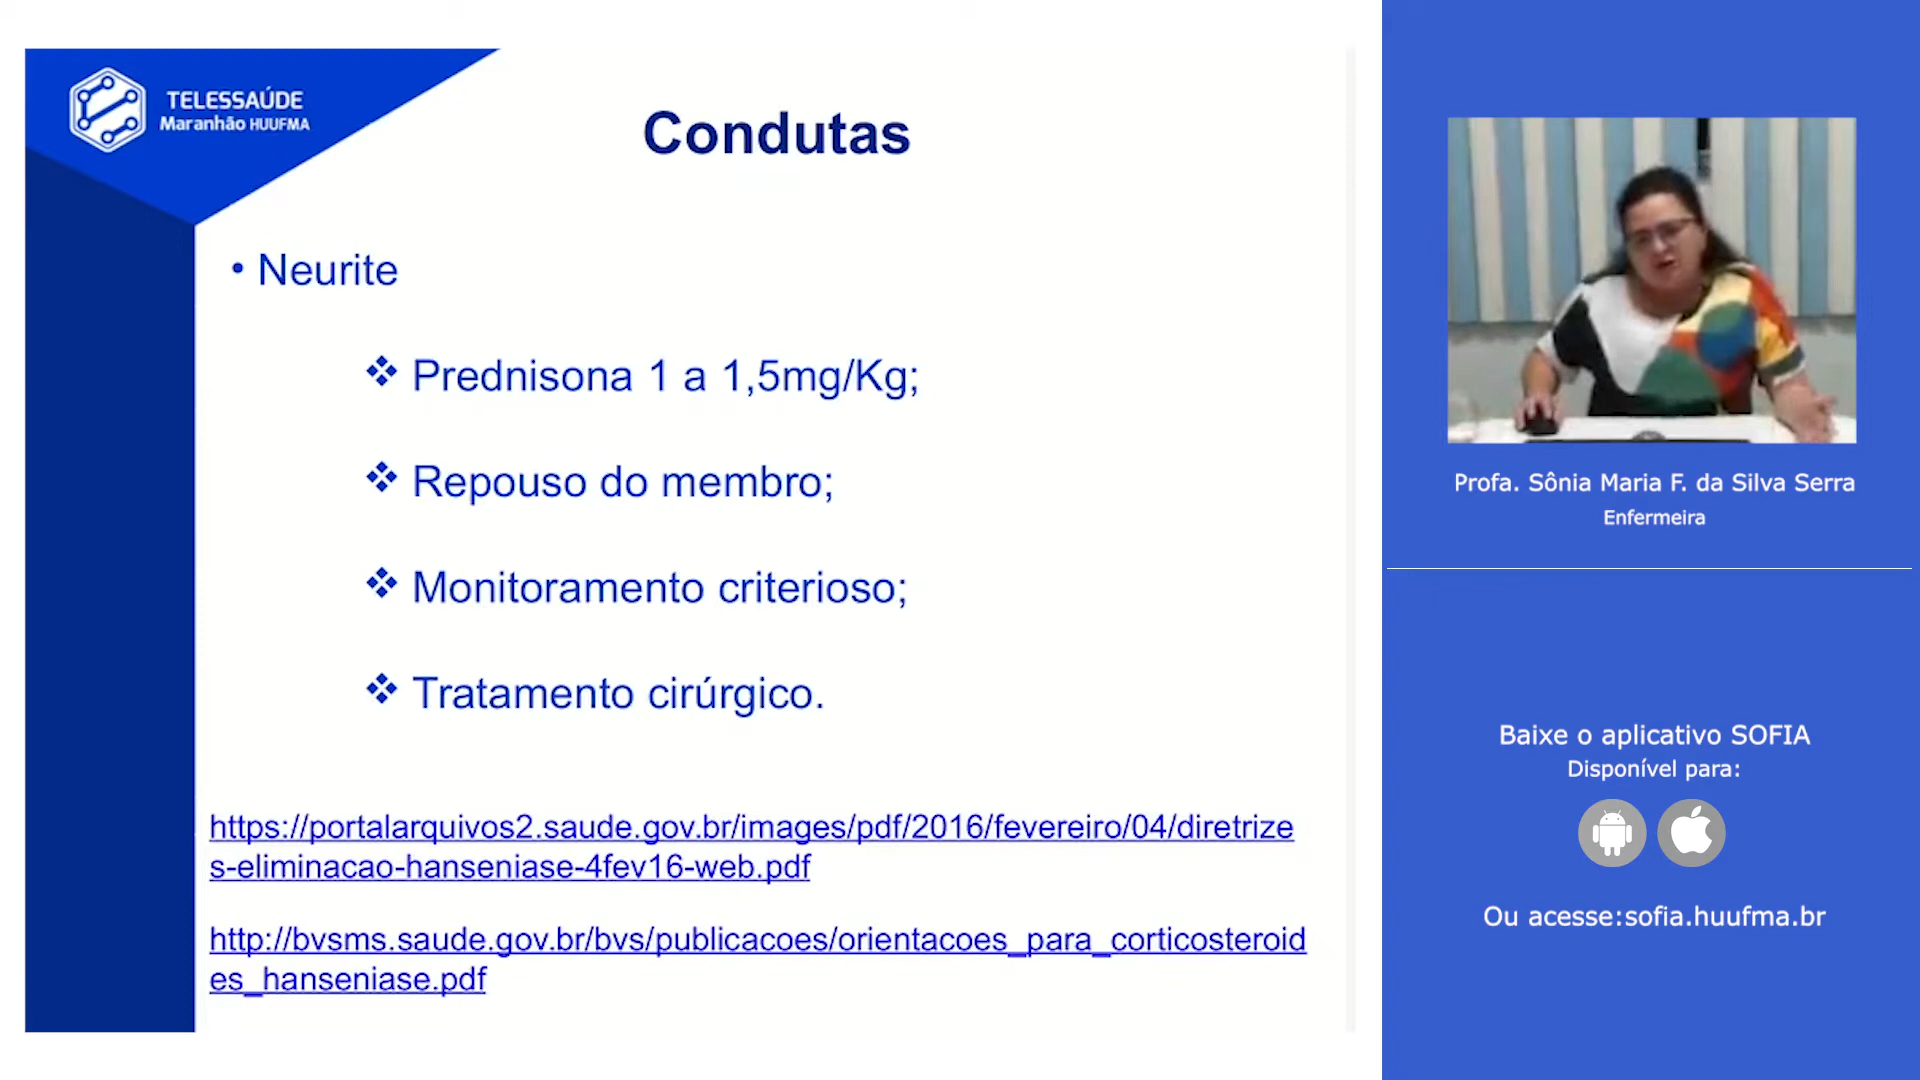 TELESSAÚDE
Maranhão HUUFMA
Condutas
• Neurite
❖ Prednisona 1 a 1,5mg/Kg;
❖ Repouso do membro;
❖ Monitoramento criterioso;
❖ Tratamento cirúrgico.
https://portalarquivos2.saude.gov.br/images/pdf/2016/fevereiro/04/diretrize
s-eliminacao-hanseniase-4fev16-web.pdf
http://bvsms.saude.gov.br/bvs/publicacoes/orientacoes_para_corticosteroid
es_hanseniase.pdf
Profa. Sônia Maria F. da Silva Serra
Enfermeira
Baixe o aplicativo SOFIA
Disponível para:
Ou acesse:sofia.huufma.br